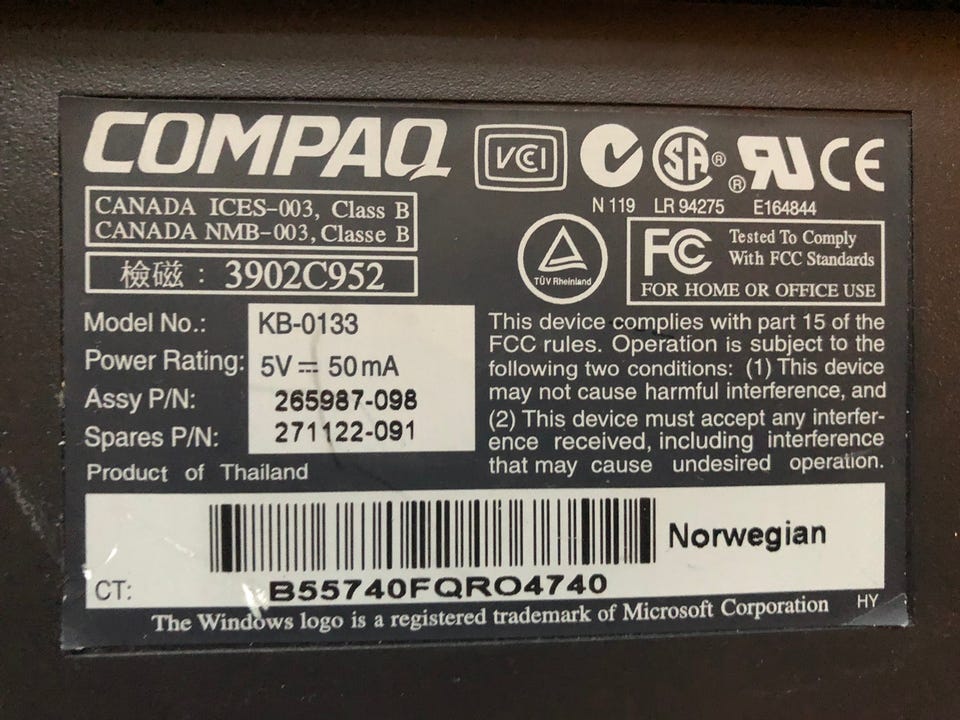 COMPAQ
VCCI
N 119 LR 94275 E164844
CANADA ICES-003, Class B
CANADA NMB-003, Classe B
檢磁 : 3902C952
TÜV Rheinland
FC Tested To Comply
With FCC Standards
FOR HOME OR OFFICE USE
Model No.: KB-0133
Power Rating: 5V ⎓ 50mA
Assy P/N: 265987-098
Spares P/N: 271122-091
Product of Thailand
This device complies with part 15 of the
FCC rules. Operation is subject to the
following two conditions: (1) This device
may not cause harmful interference, and
(2) This device must accept any interfer-
ence received, including interference
that may cause undesired operation.
Norwegian
CT: B55740FQRO4740
The Windows logo is a registered trademark of Microsoft Corporation HY